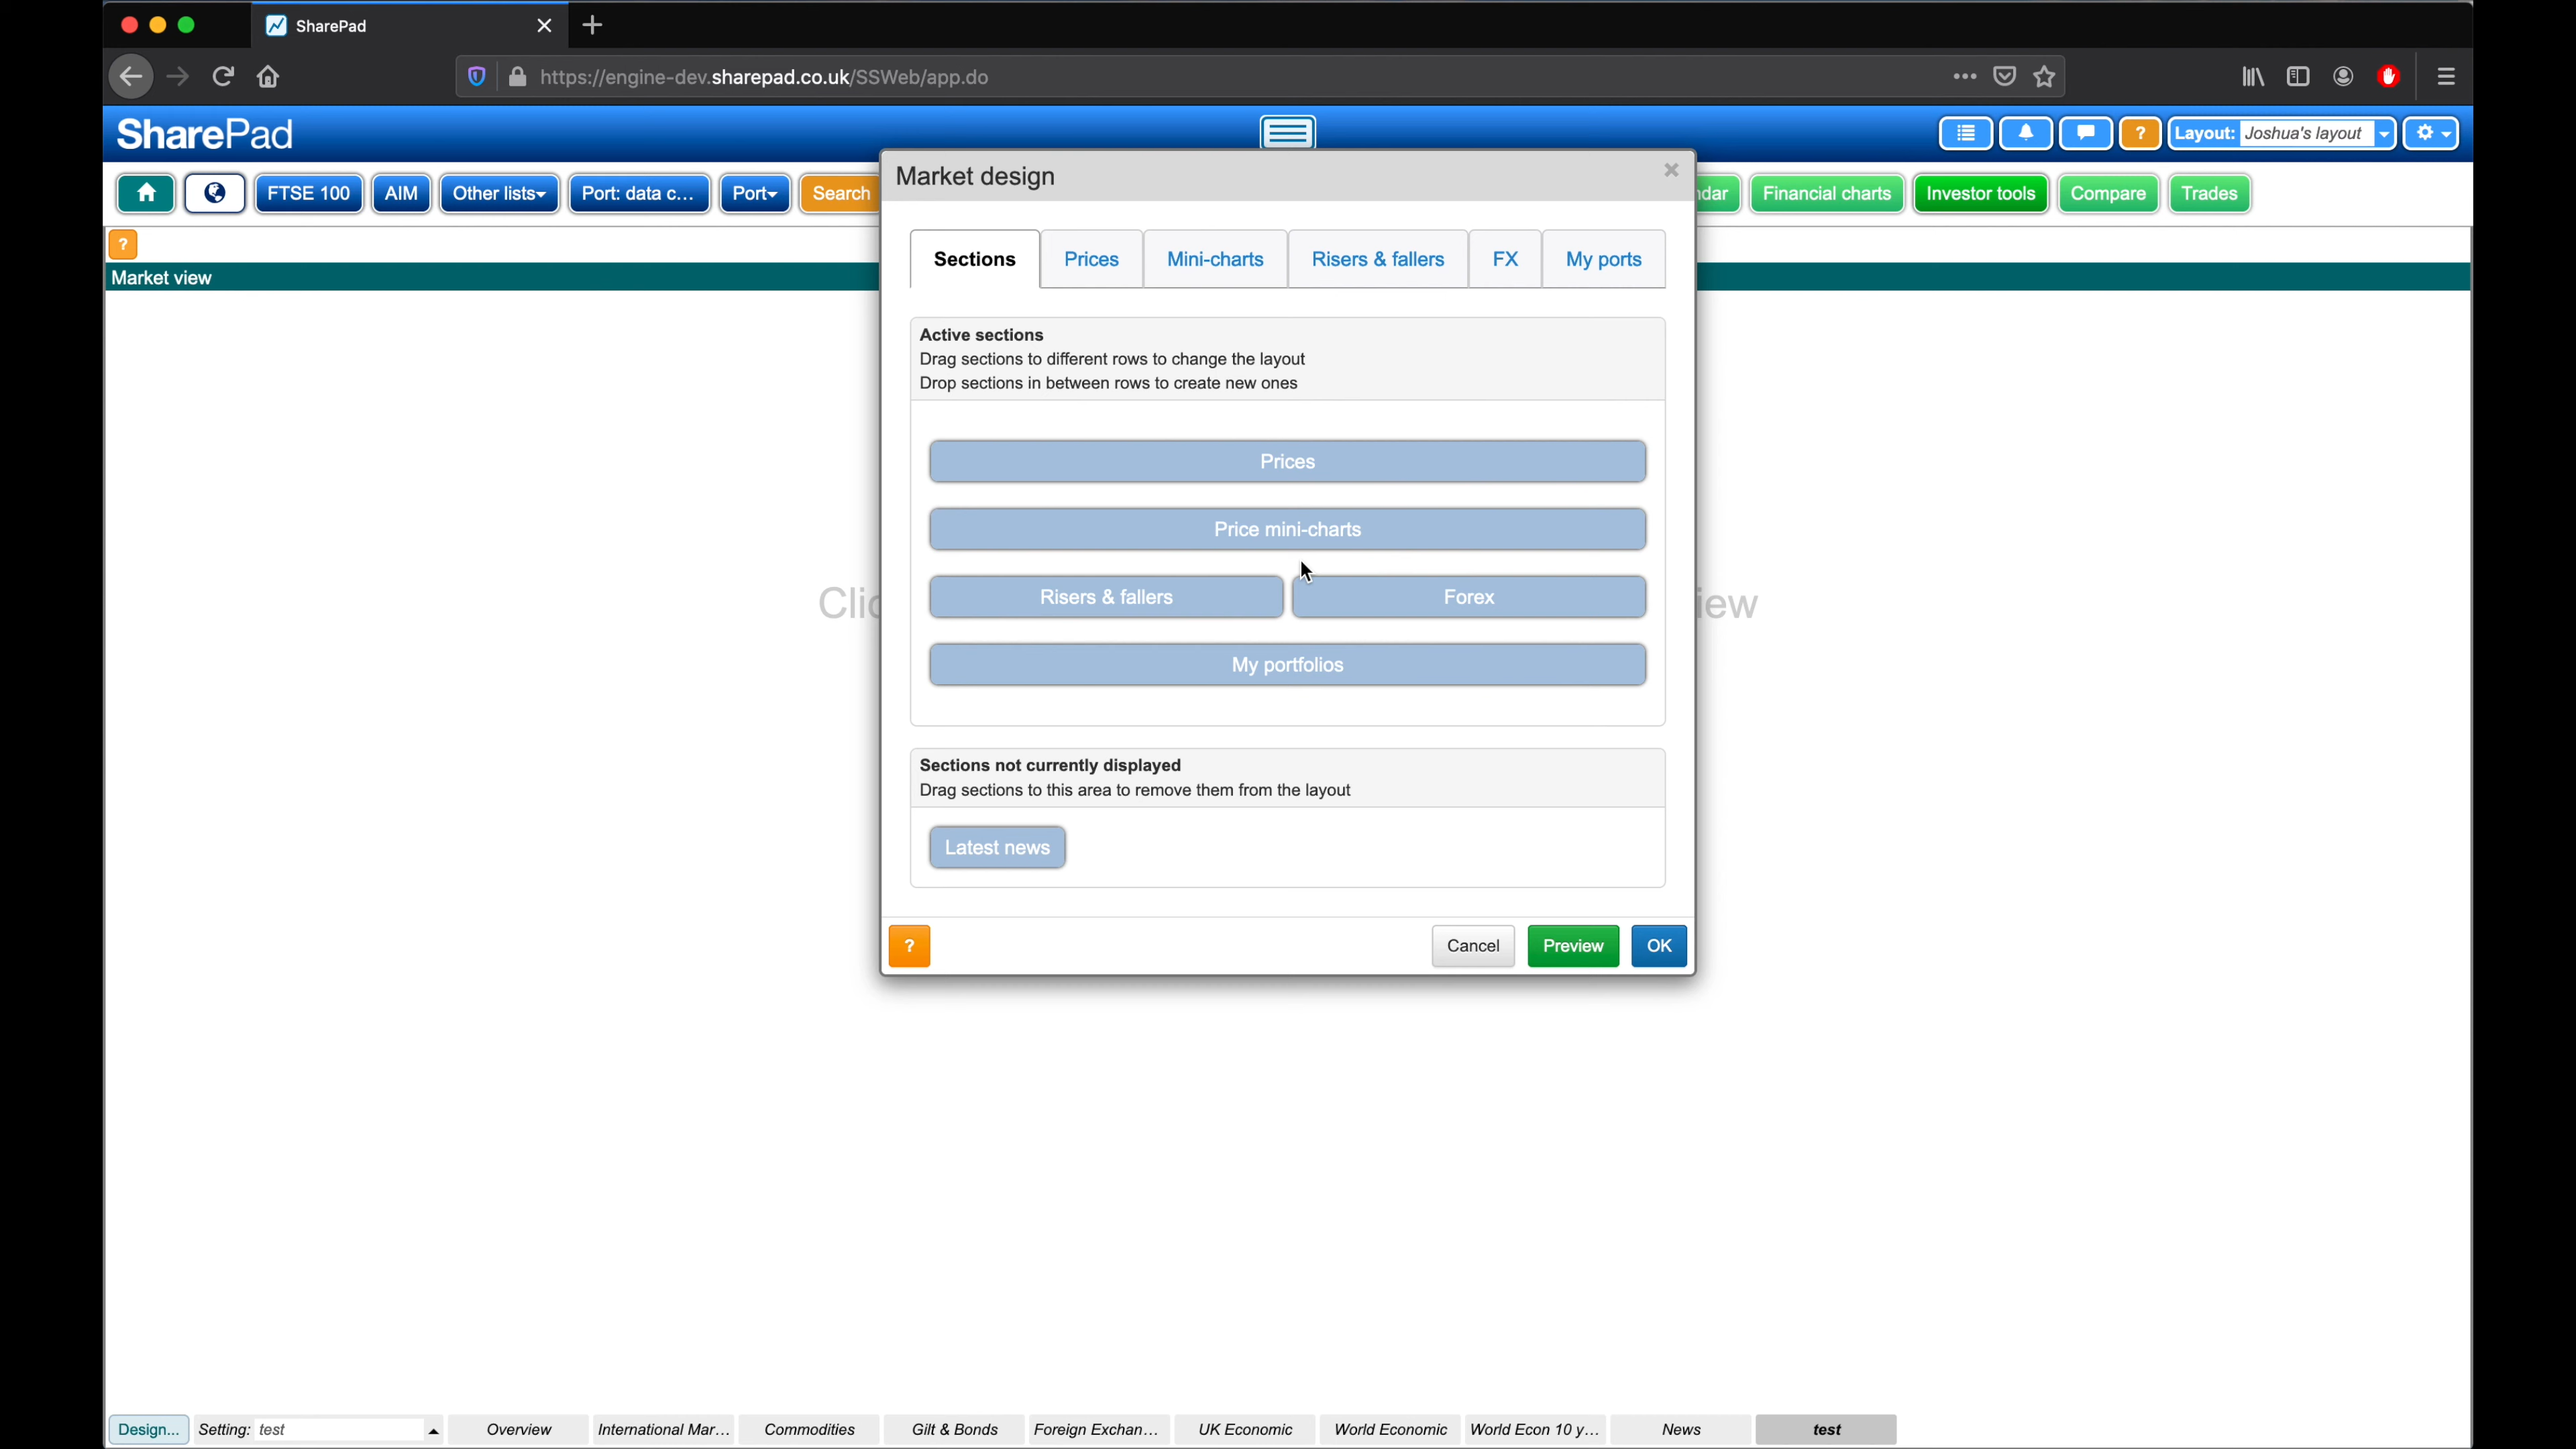 SharePad
https://engine-dev.sharepad.co.uk/SSWeb/app.do
SharePad
Layout: Joshua's layout
FTSE 100
AIM
Other lists
Port: data c...
Port
Search
Financial charts
Investor tools
Compare
Trades
?
?
Market view
Market design
Sections
Prices
Mini-charts
Risers & fallers
FX
My ports
Active sections
Drag sections to different rows to change the layout
Drop sections in between rows to create new ones
Prices
Price mini-charts
Risers & fallers
Forex
My portfolios
Sections not currently displayed
Drag sections to this area to remove them from the layout
Latest news
?
Cancel
Preview
OK
Design...
Setting: test
Overview
International Mar...
Commodities
Gilt & Bonds
Foreign Exchan...
UK Economic
World Economic
World Econ 10 y...
News
test